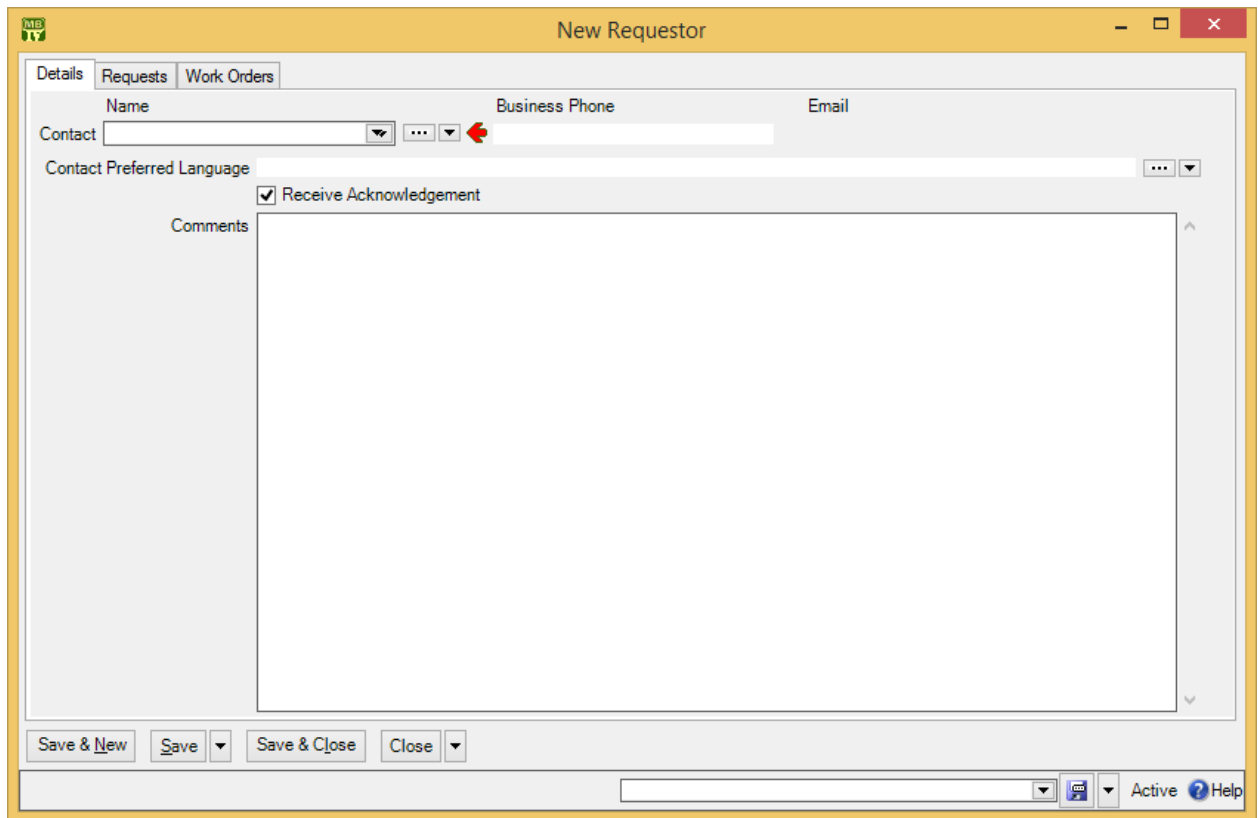 MB
New Requestor
Details Requests Work Orders
Name Business Phone Email
Contact
Contact Preferred Language
Receive Acknowledgement
Comments
Save & New Save Save & Close Close
Active Help